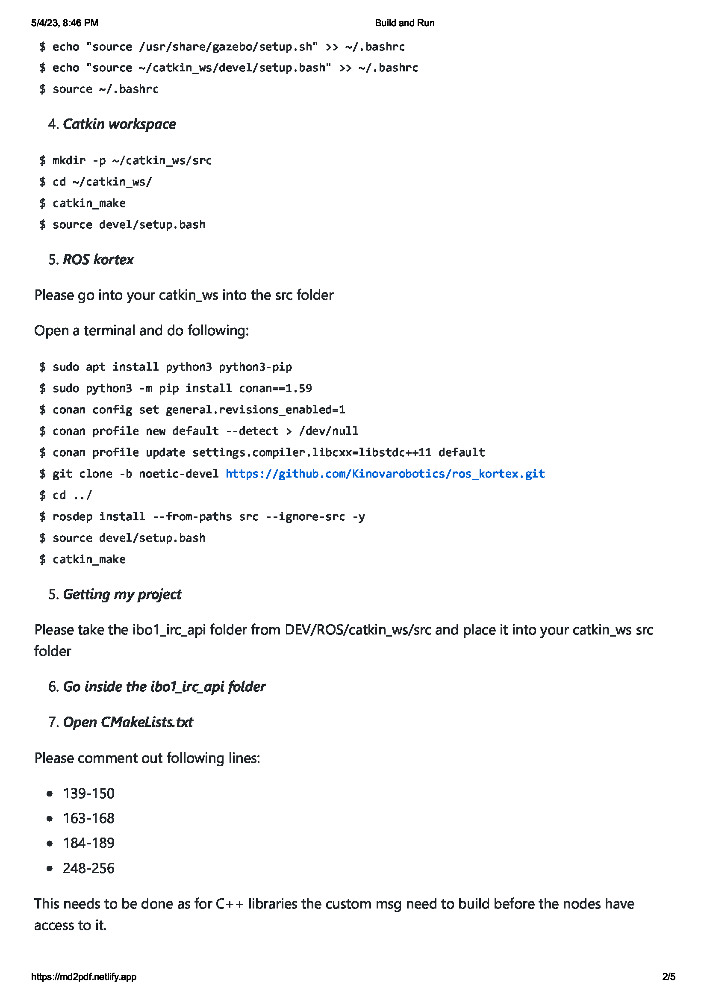 5/4/23, 8:46 PM
Build and Run
$ echo "source /usr/share/gazebo/setup.sh" >> ~/.bashrc
$ echo "source ~/catkin_ws/devel/setup.bash" >> ~/.bashrc
$ source ~/.bashrc
4. Catkin workspace
$ mkdir -p ~/catkin_ws/src
$ cd ~/catkin_ws/
$ catkin_make
$ source devel/setup.bash
5. ROS kortex
Please go into your catkin_ws into the src folder
Open a terminal and do following:
$ sudo apt install python3 python3-pip
$ sudo python3 -m pip install conan==1.59
$ conan config set general.revisions_enabled=1
$ conan profile new default --detect > /dev/null
$ conan profile update settings.compiler.libcxx=libstdc++11 default
$ git clone -b noetic-devel https://github.com/Kinovarobotics/ros_kortex.git
$ cd ../
$ rosdep install --from-paths src --ignore-src -y
$ source devel/setup.bash
$ catkin_make
5. Getting my project
Please take the ibo1_irc_api folder from DEV/ROS/catkin_ws/src and place it into your catkin_ws src
folder
6. Go inside the ibo1_irc_api folder
7. Open CMakeLists.txt
Please comment out following lines:
• 139-150
• 163-168
• 184-189
• 248-256
This needs to be done as for C++ libraries the custom msg need to build before the nodes have
access to it.
https://md2pdf.netlify.app
2/5